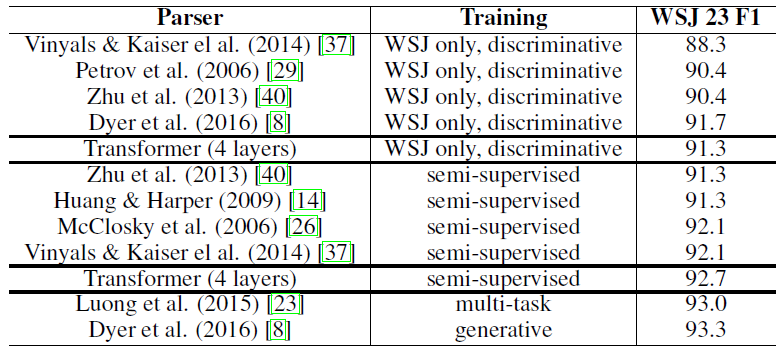 Parser Training WSJ 23 F1
Vinyals & Kaiser el al. (2014) [37] WSJ only, discriminative 88.3
Petrov et al. (2006) [29] WSJ only, discriminative 90.4
Zhu et al. (2013) [40] WSJ only, discriminative 90.4
Dyer et al. (2016) [8] WSJ only, discriminative 91.7
Transformer (4 layers) WSJ only, discriminative 91.3
Zhu et al. (2013) [40] semi-supervised 91.3
Huang & Harper (2009) [14] semi-supervised 91.3
McClosky et al. (2006) [26] semi-supervised 92.1
Vinyals & Kaiser el al. (2014) [37] semi-supervised 92.1
Transformer (4 layers) semi-supervised 92.7
Luong et al. (2015) [23] multi-task 93.0
Dyer et al. (2016) [8] generative 93.3